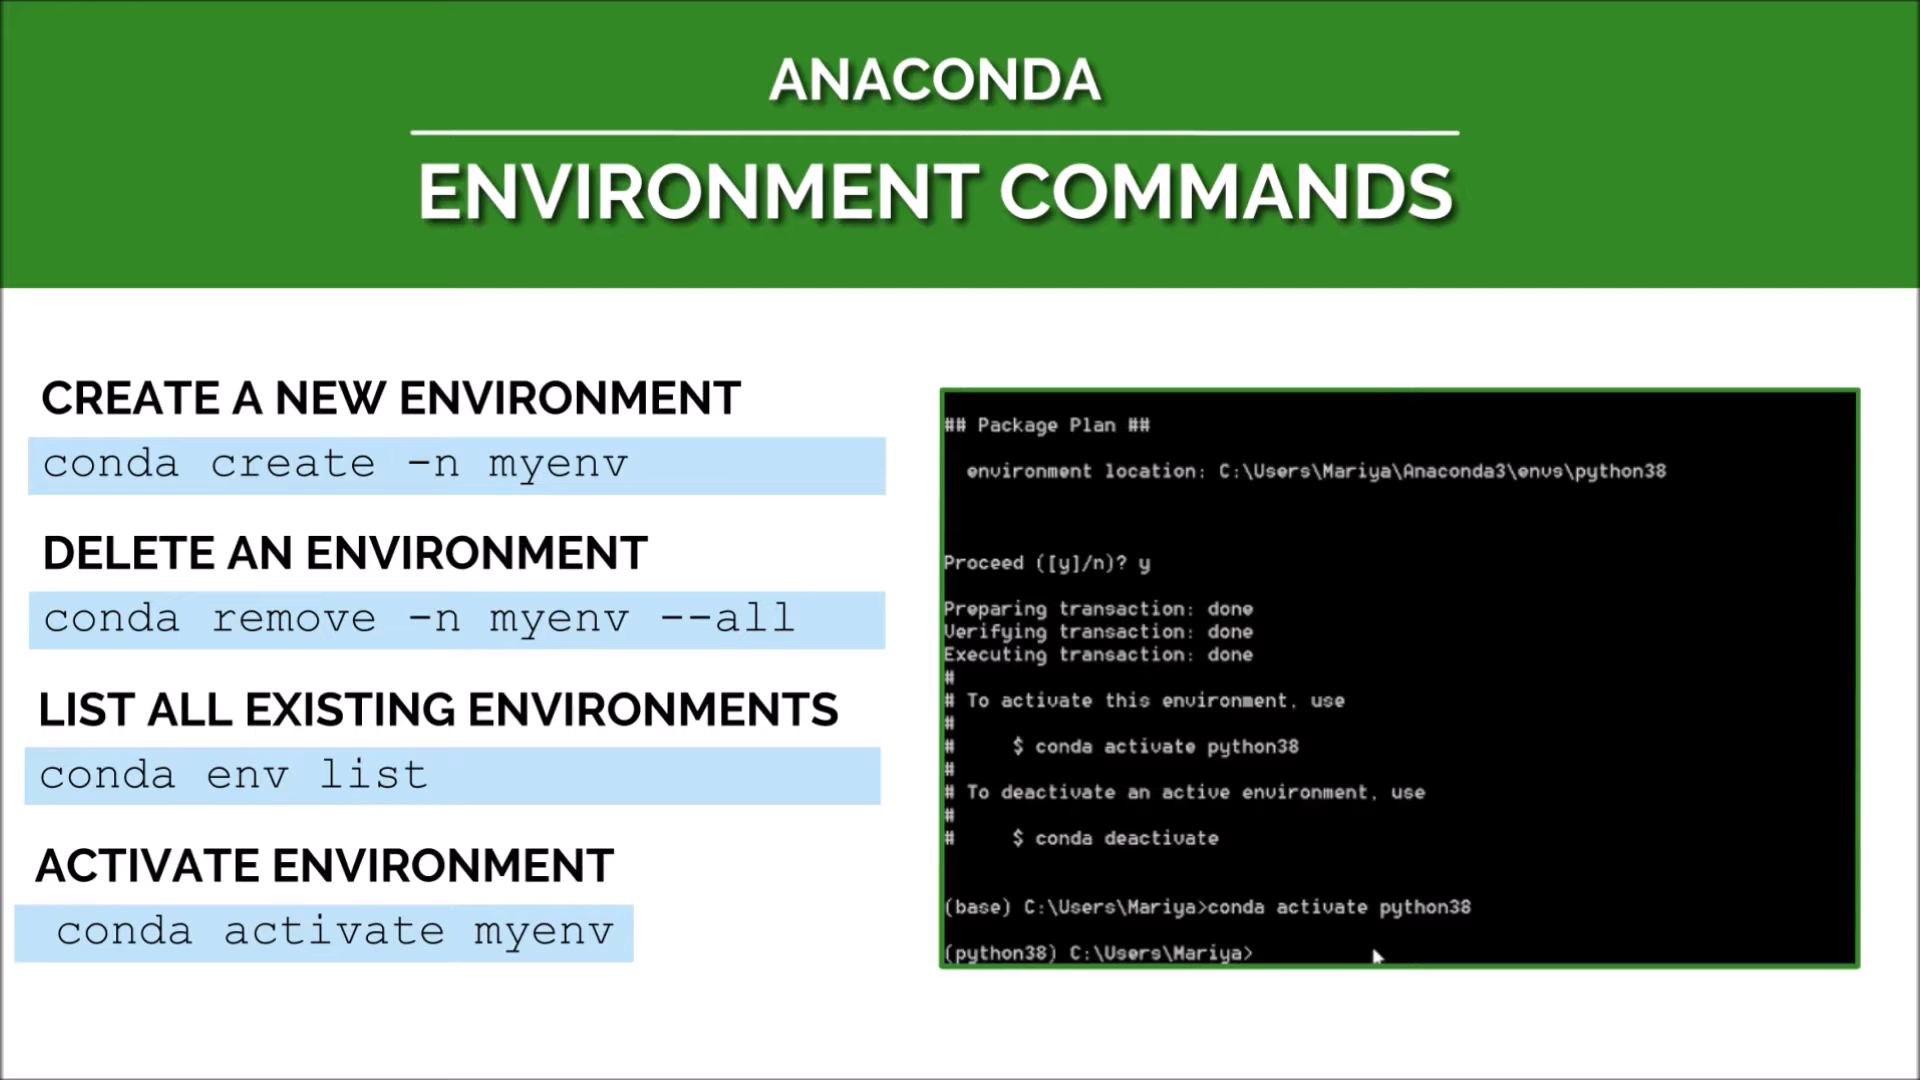 ANACONDA
ENVIRONMENT COMMANDS
CREATE A NEW ENVIRONMENT
conda create -n myenv
DELETE AN ENVIRONMENT
conda remove -n myenv --all
LIST ALL EXISTING ENVIRONMENTS
conda env list
ACTIVATE ENVIRONMENT
conda activate myenv
## Package Plan ##
environment location: C:\Users\Mariya\Anaconda3\envs\python38
Proceed ([y]/n)? y
Preparing transaction: done
Verifying transaction: done
Executing transaction: done
#
# To activate this environment, use
#
#     $ conda activate python38
#
# To deactivate an active environment, use
#
#     $ conda deactivate
(base) C:\Users\Mariya>conda activate python38
(python38) C:\Users\Mariya>